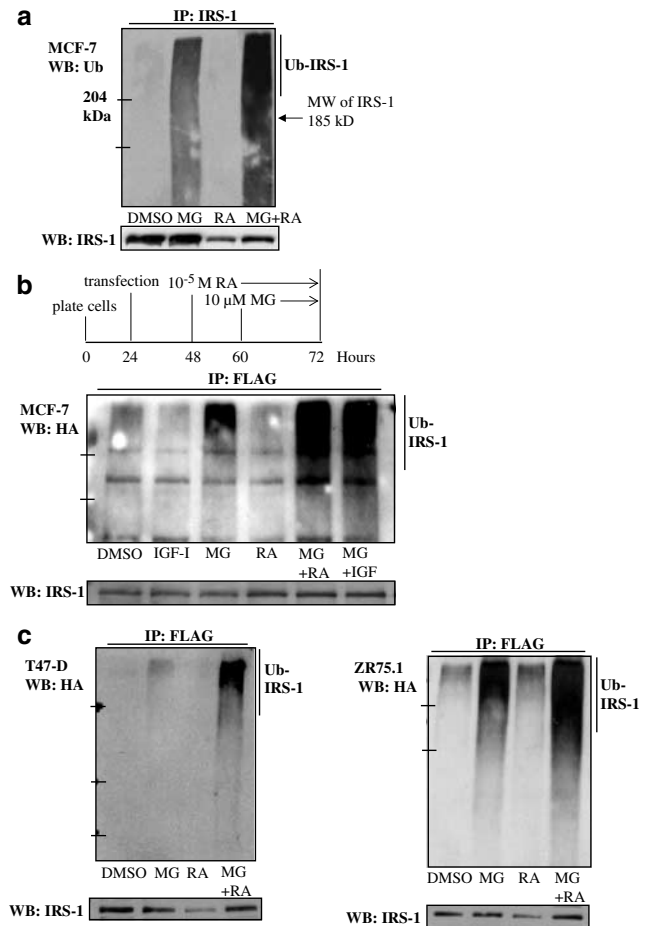 a
IP: IRS-1
MCF-7
WB: Ub
Ub-IRS-1
204
kDa
MW of IRS-1
185 kD
DMSO MG RA MG+RA
WB: IRS-1
b
transfection 10-5 M RA
10 µM MG
plate cells
0 24 48 60 72 Hours
IP: FLAG
MCF-7
WB: HA
Ub-
IRS-1
DMSO IGF-I MG RA MG +RA MG +IGF
WB: IRS-1
c
IP: FLAG
T47-D
WB: HA
Ub-
IRS-1
DMSO MG RA MG +RA
WB: IRS-1
IP: FLAG
ZR75.1
WB: HA
Ub-
IRS-1
DMSO MG RA MG +RA
WB: IRS-1